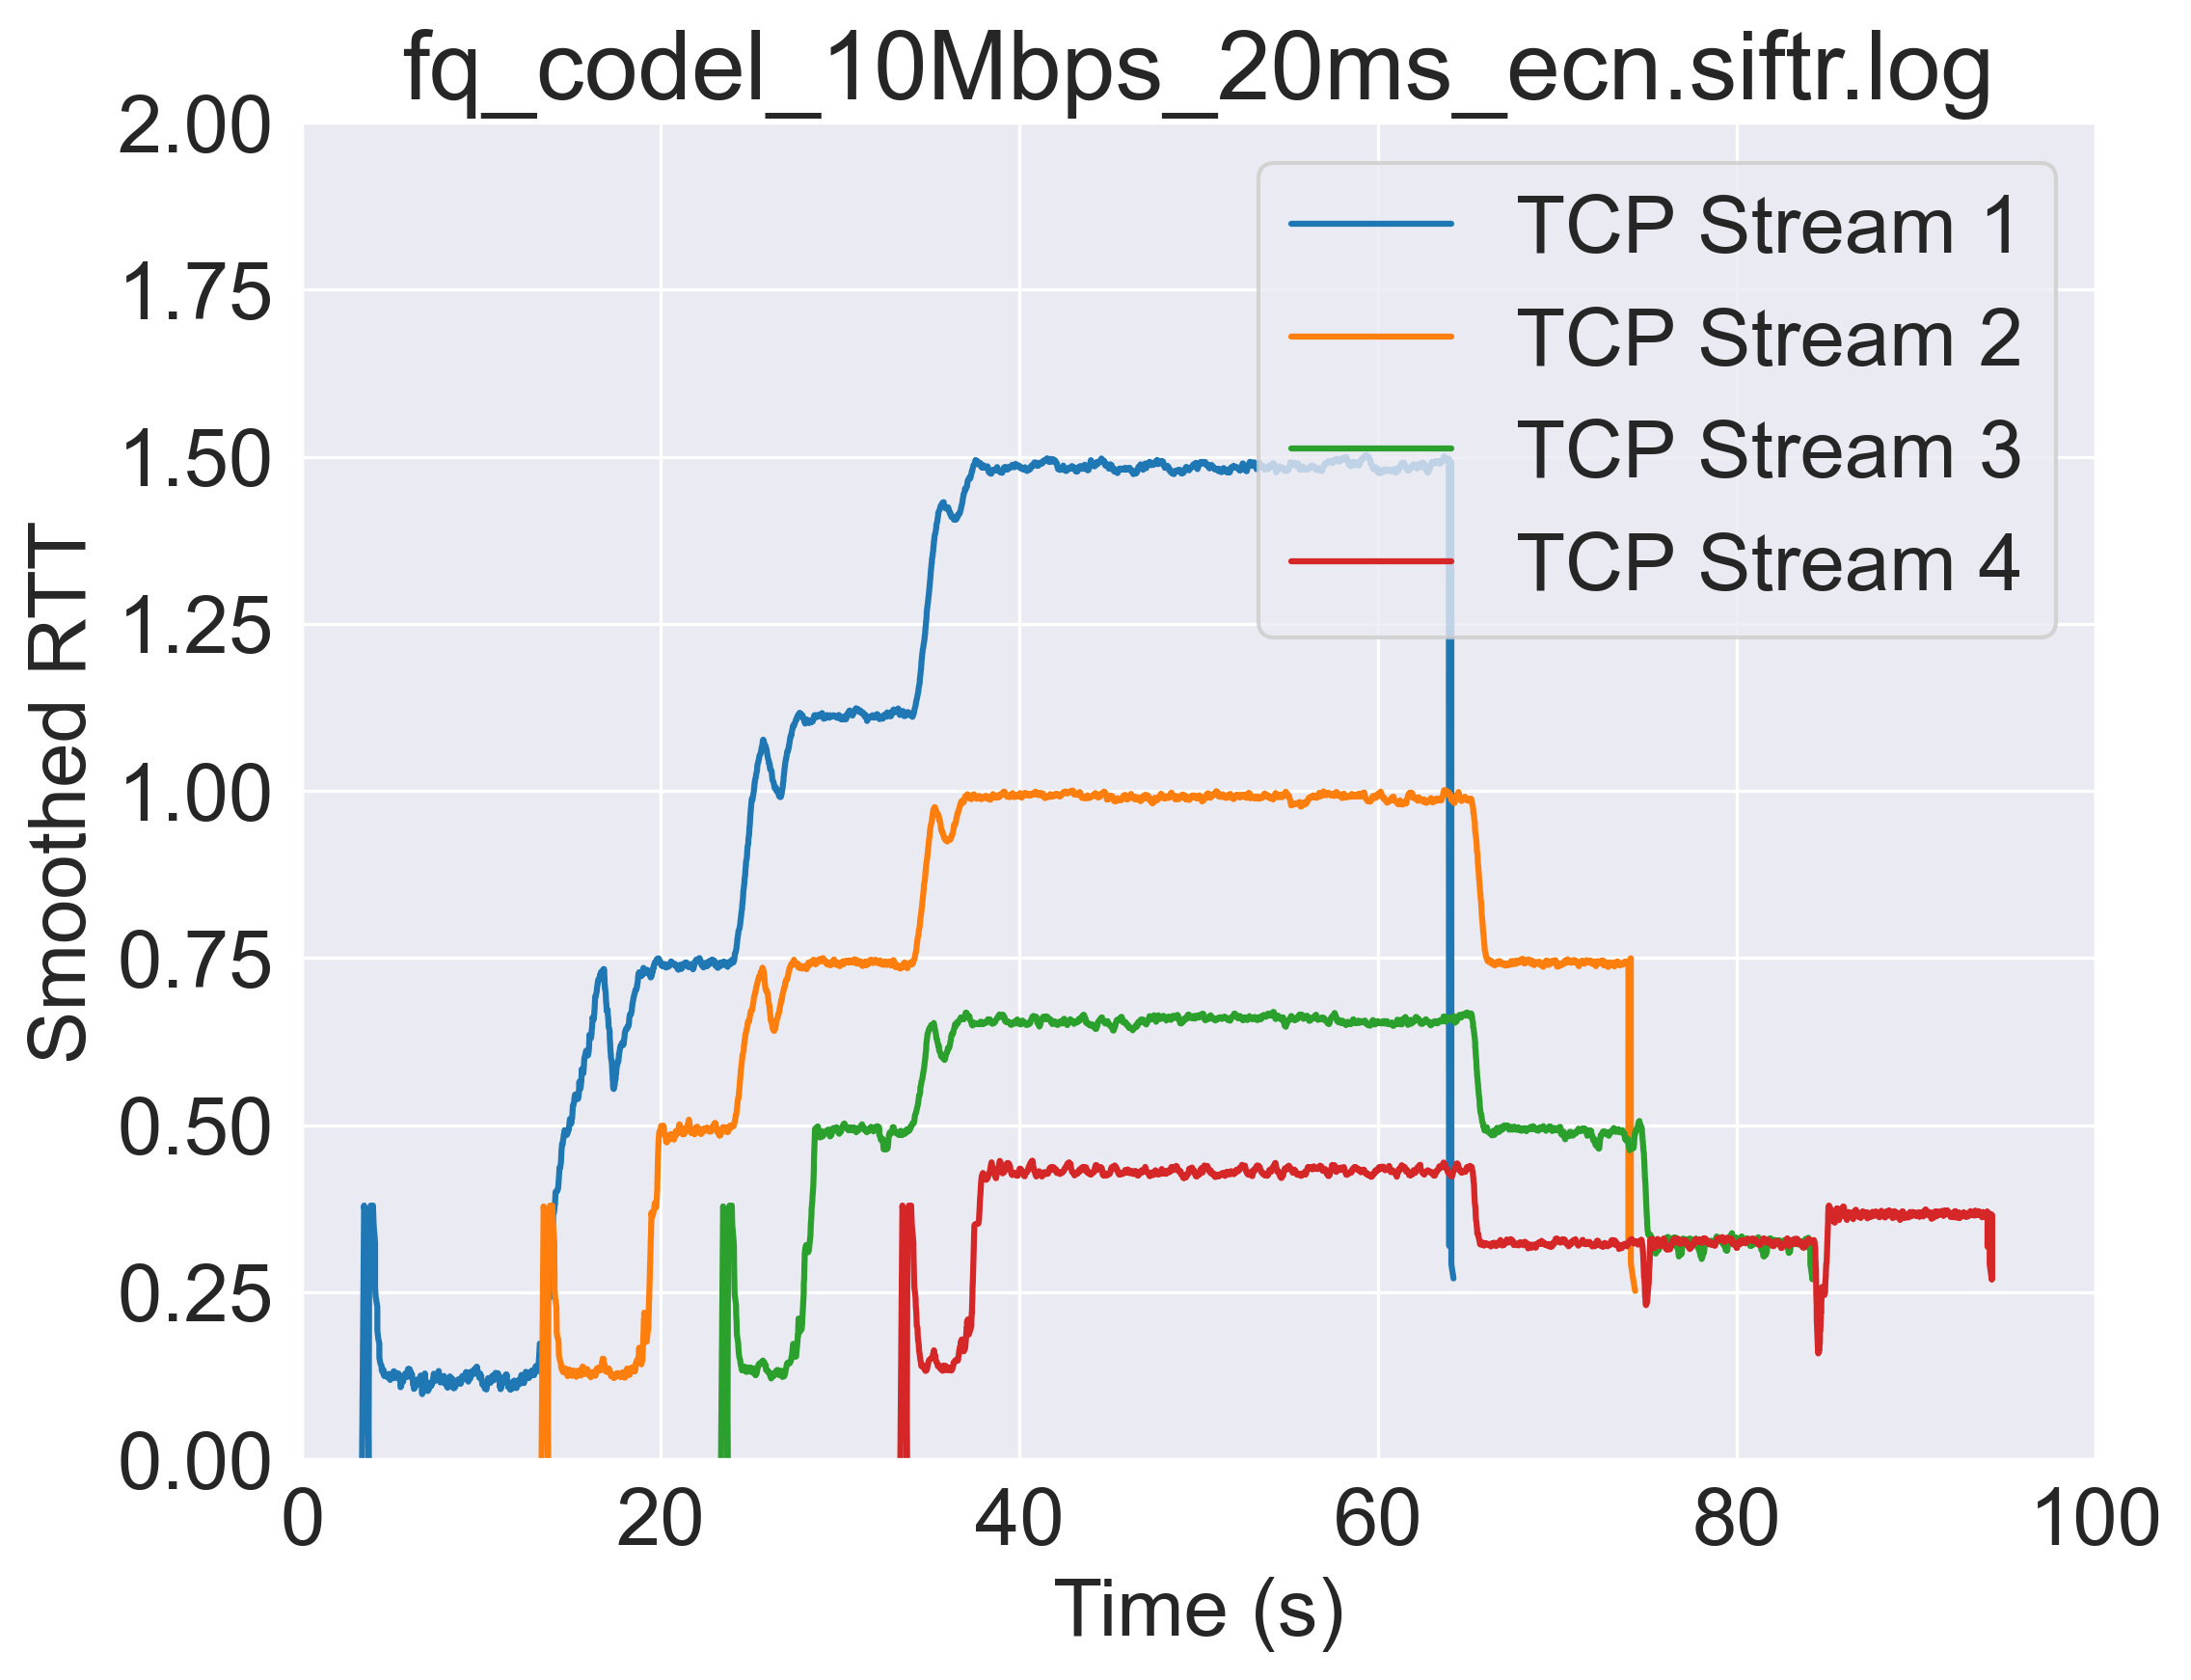 fq_codel_10Mbps_20ms_ecn.siftr.log
2.00
1.75
1.50
1.25
1.00
0.75
0.50
0.25
0.00
Smoothed RTT
TCP Stream 1
TCP Stream 2
TCP Stream 3
TCP Stream 4
0 20 40 60 80 100
Time (s)